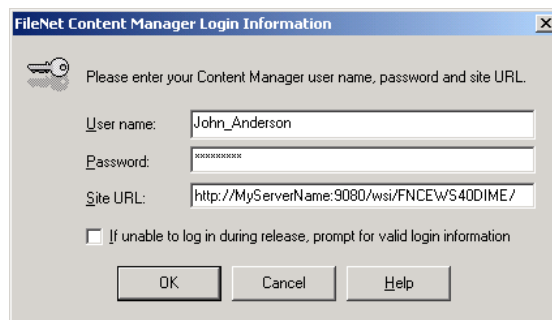 FileNet Content Manager Login Information
Please enter your Content Manager user name, password and site URL.
User name: John_Anderson
Password: *********
Site URL: http://MyServerName:9080/wsi/FNCEWS40DIME/
If unable to log in during release, prompt for valid login information
OK Cancel Help